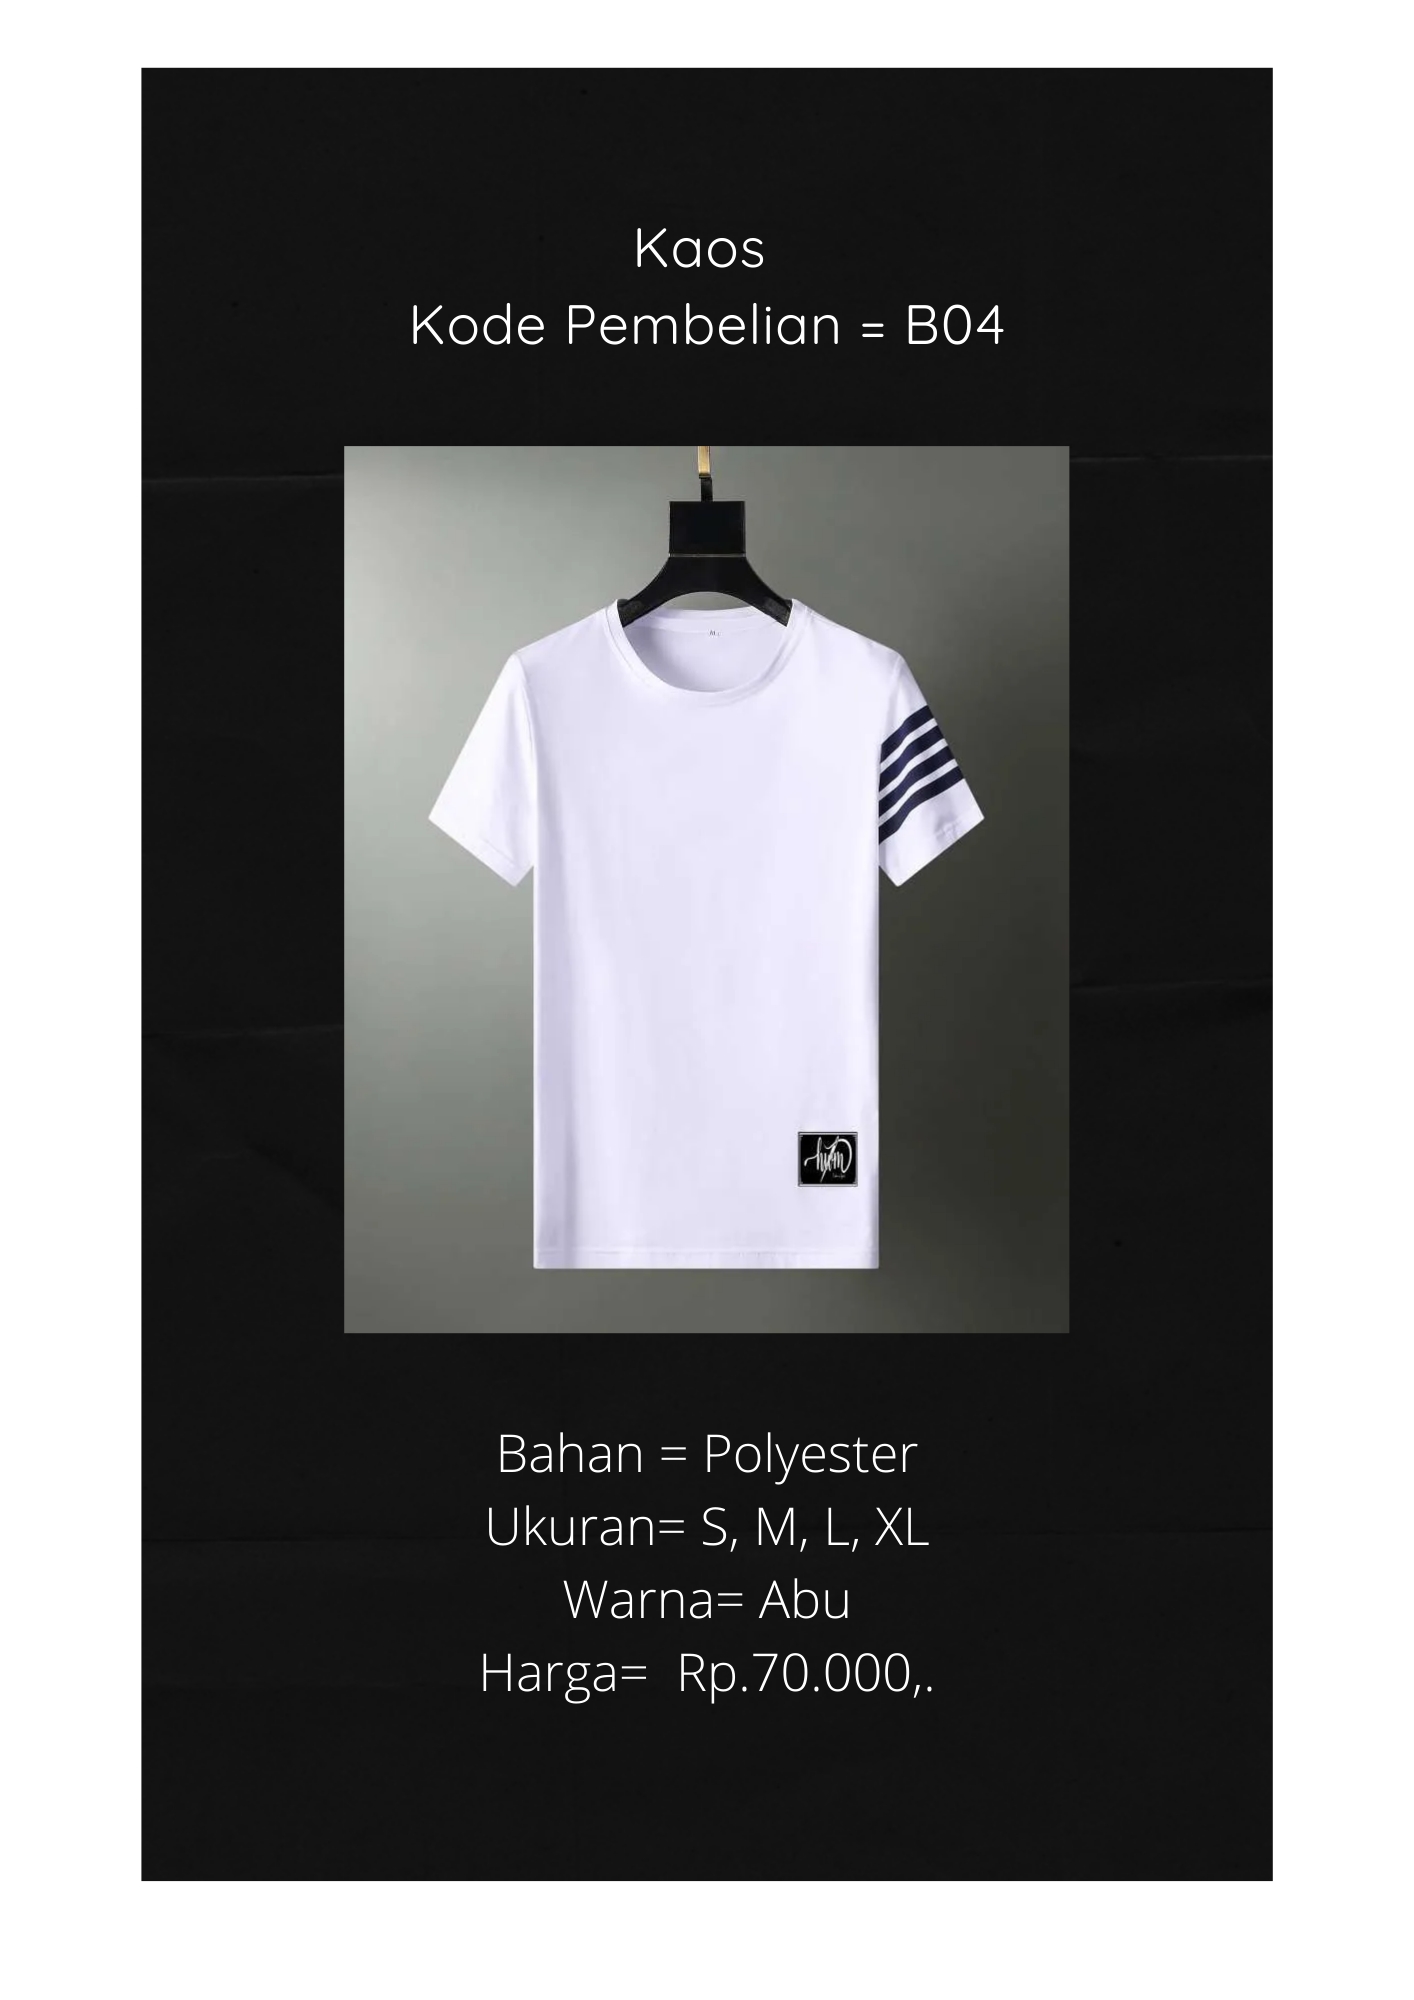 Kaos
Kode Pembelian = B04
M
Bahan = Polyester
Ukuran= S, M, L, XL
Warna= Abu
Harga= Rp.70.000,.